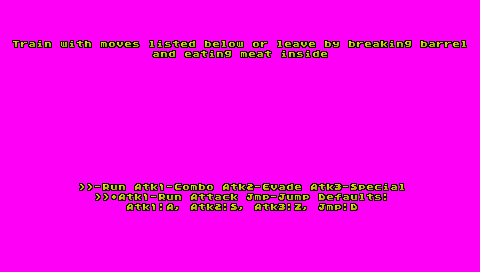 Train with moves listed below or leave by breaking barrel
and eating meat inside
>>-Run Atk1-Combo Atk2-Evade Atk3-Special
>>+Atk1-Run Attack Jmp-Jump Defaults:
Atk1:A, Atk2:S, Atk3:Z, Jmp:D